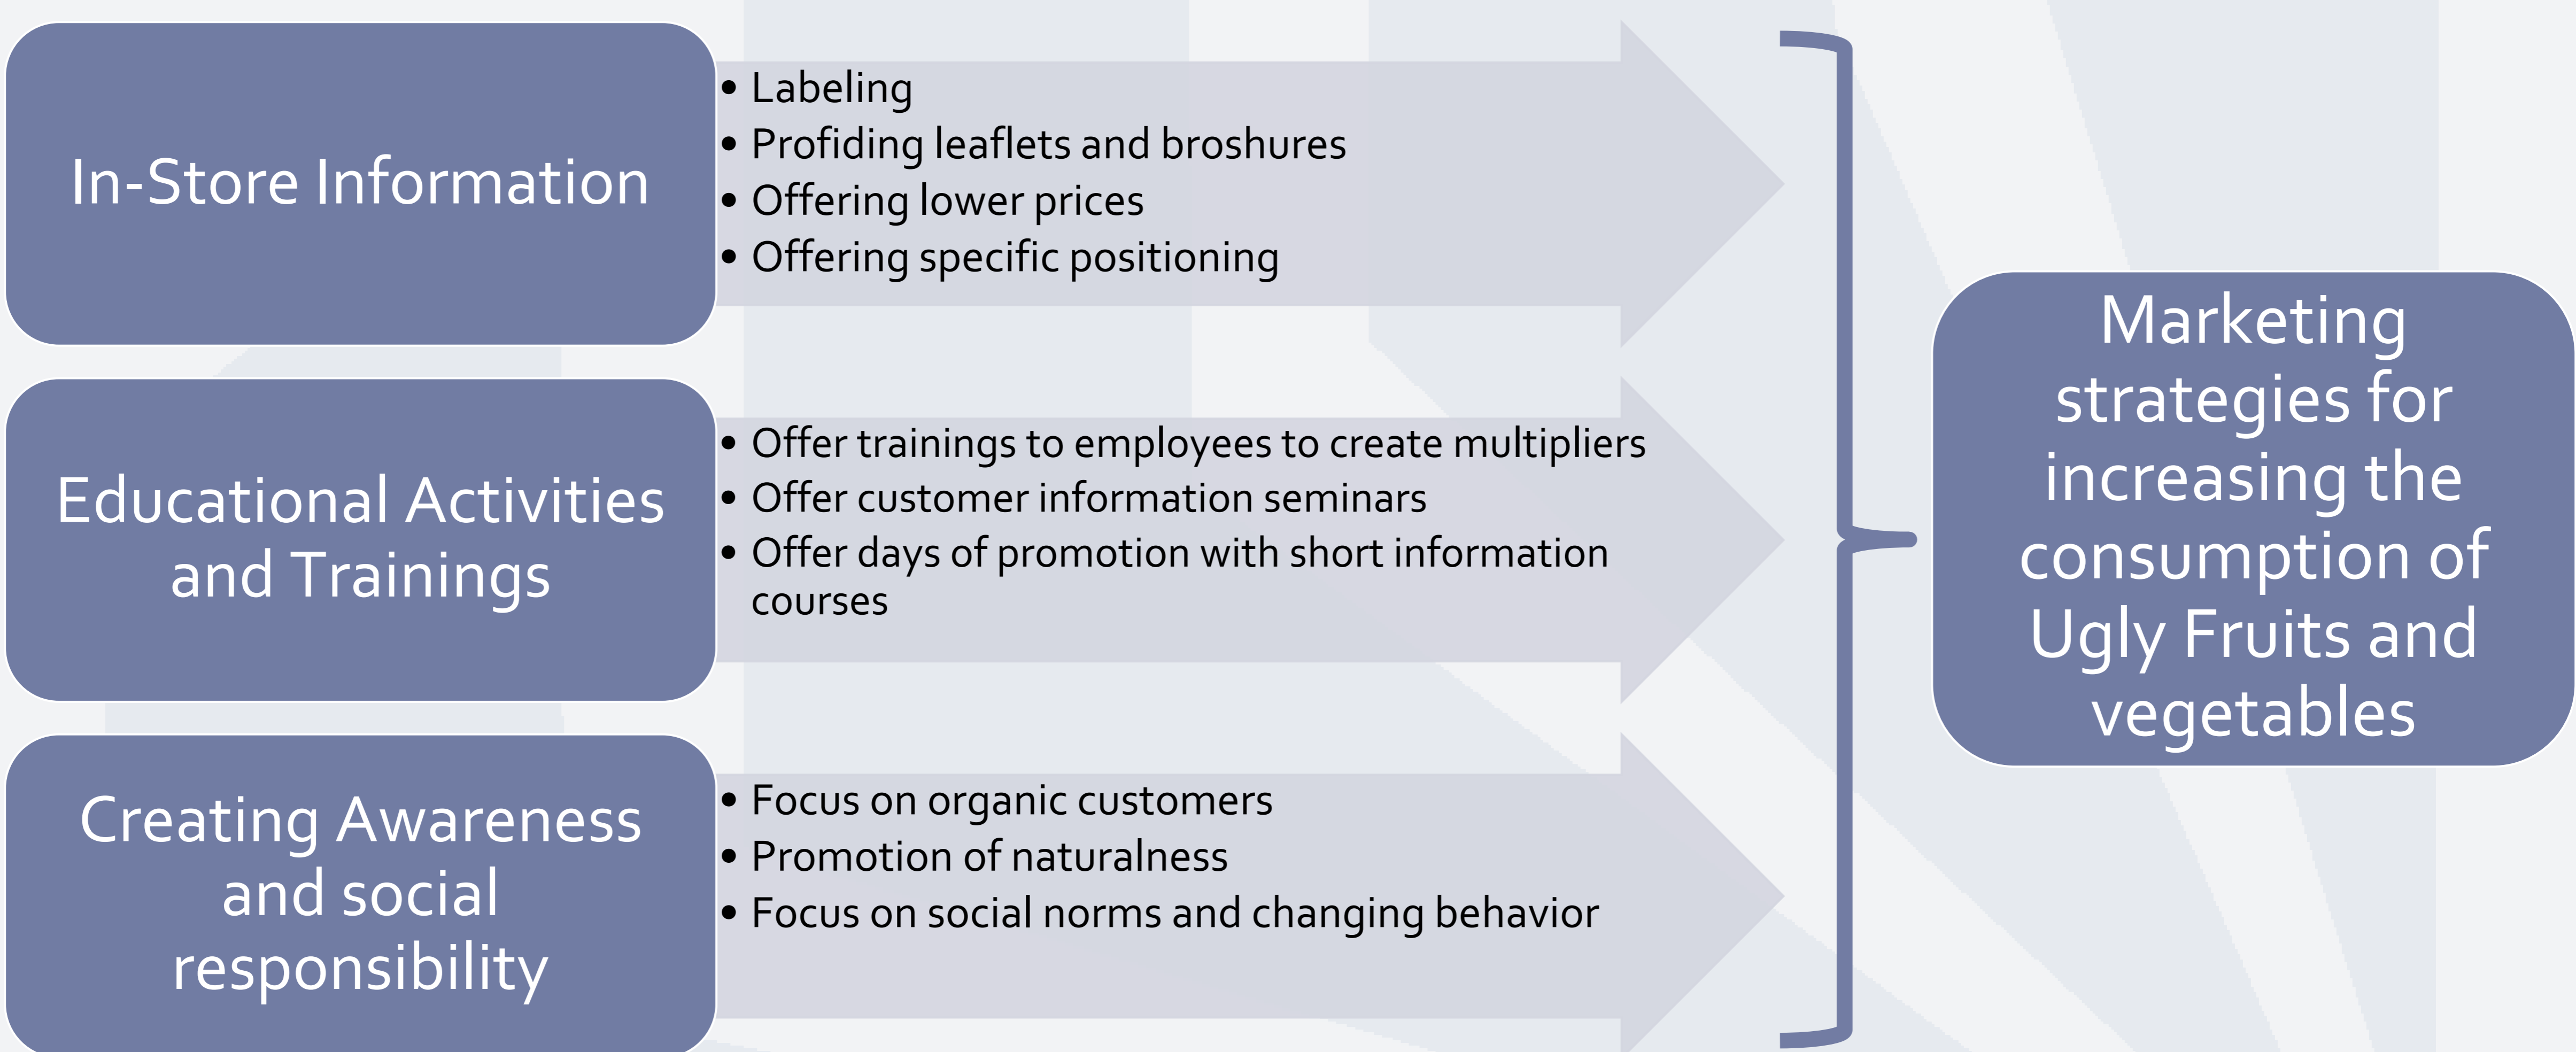 In-Store Information
• Labeling
• Profiding leaflets and broshures
• Offering lower prices
• Offering specific positioning
Educational Activities
and Trainings
• Offer trainings to employees to create multipliers
• Offer customer information seminars
• Offer days of promotion with short information
courses
Creating Awareness
and social
responsibility
• Focus on organic customers
• Promotion of naturalness
• Focus on social norms and changing behavior
Marketing
strategies for
increasing the
consumption of
Ugly Fruits and
vegetables